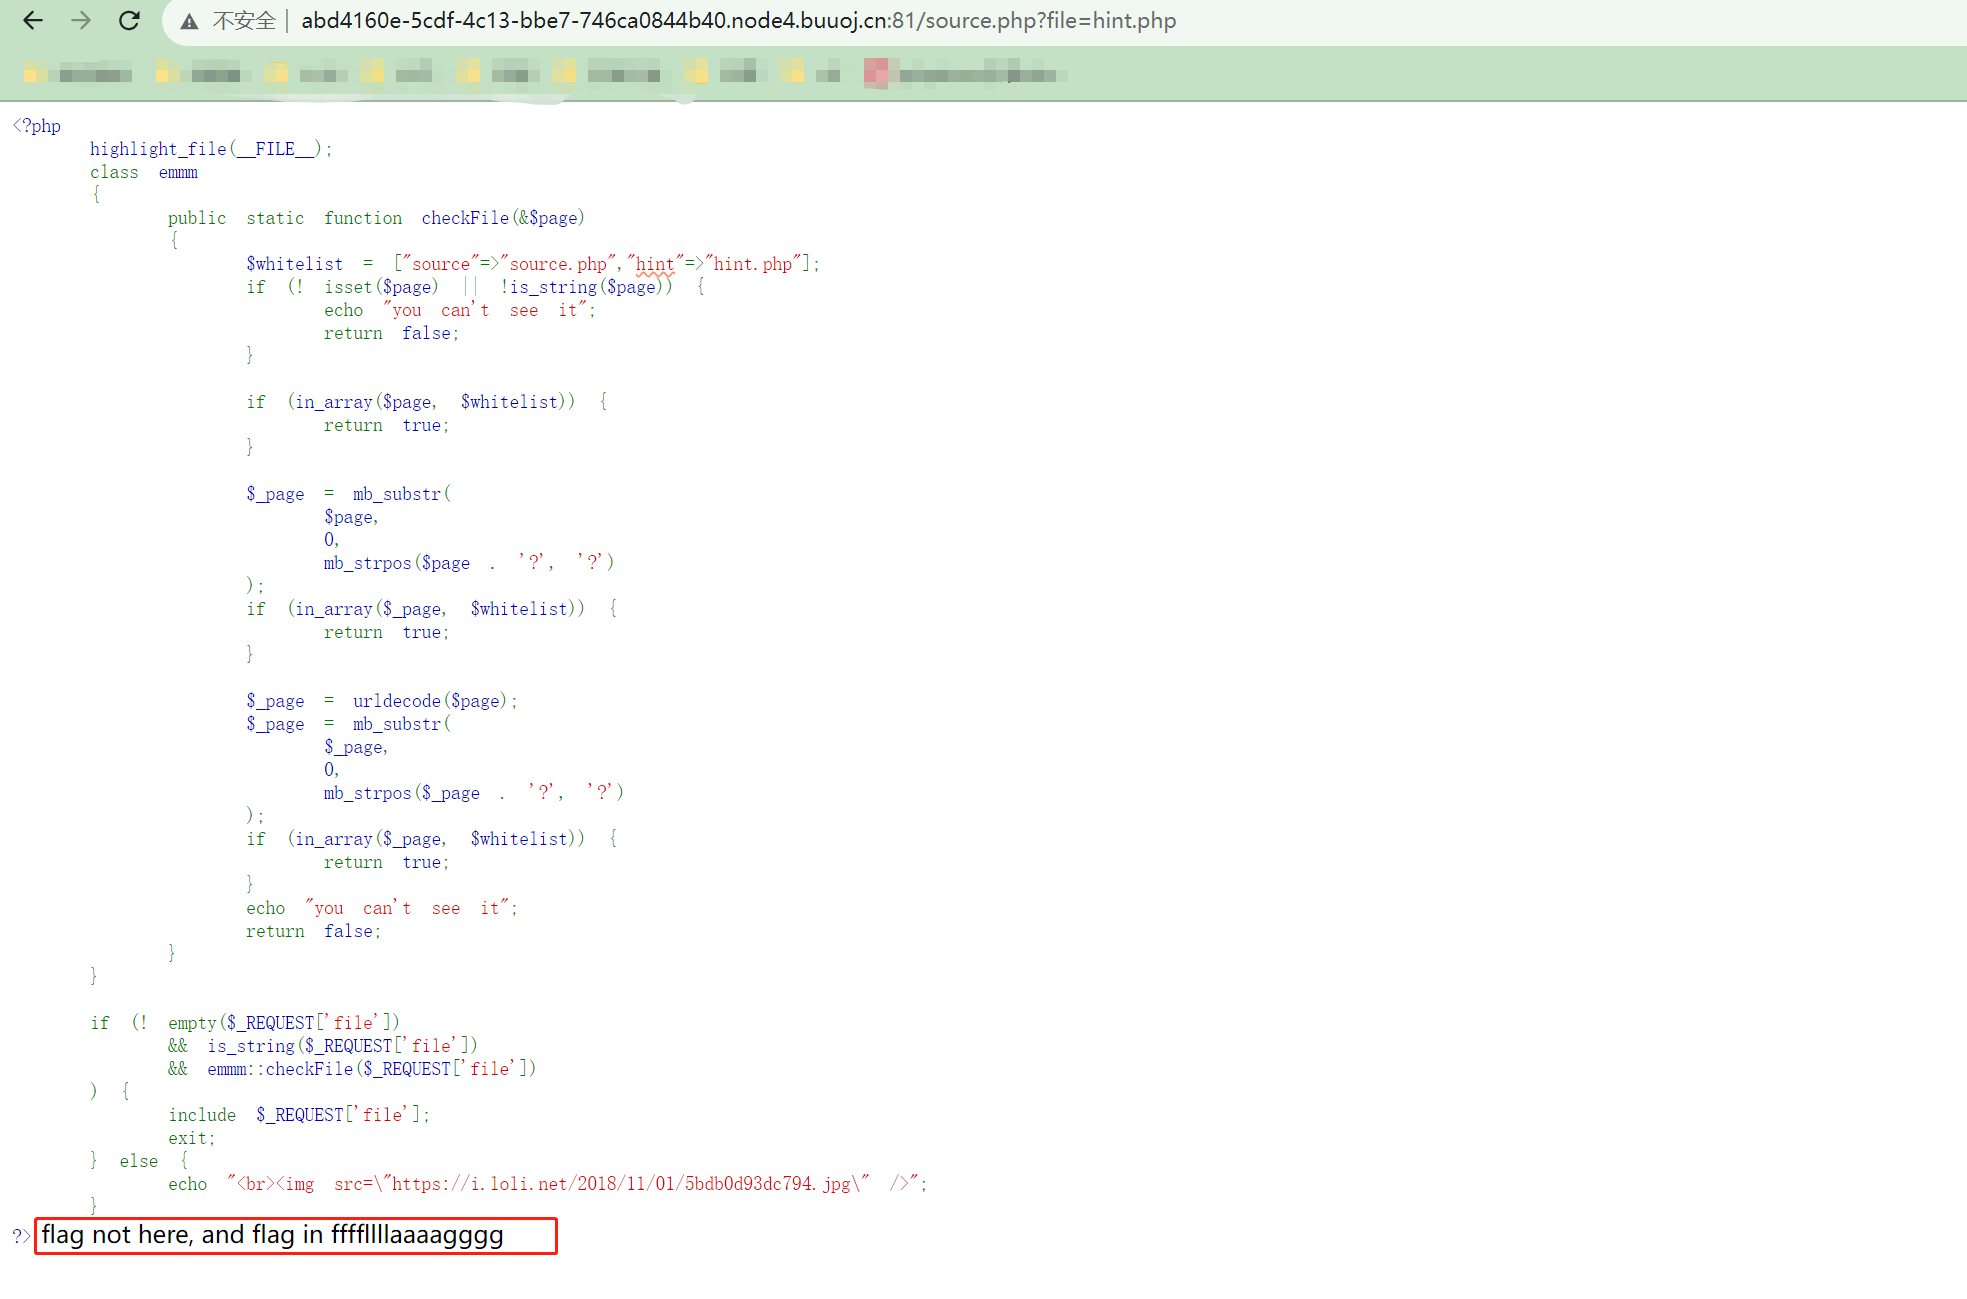 不安全 | abd4160e-5cdf-4c13-bbe7-746ca0844b40.node4.buuoj.cn:81/source.php?file=hint.php
<?php
highlight_file(__FILE__);
class emmm
{
public static function checkFile(&$page)
{
$whitelist = ["source"=>"source.php","hint"=>"hint.php"];
if (! isset($page) || !is_string($page)) {
echo "you can't see it";
return false;
}
if (in_array($page, $whitelist)) {
return true;
}
$_page = mb_substr(
$page,
0,
mb_strpos($page . '?', '?')
);
if (in_array($_page, $whitelist)) {
return true;
}
$_page = urldecode($page);
$_page = mb_substr(
$_page,
0,
mb_strpos($_page . '?', '?')
);
if (in_array($_page, $whitelist)) {
return true;
}
echo "you can't see it";
return false;
}
}
if (! empty($_REQUEST['file'])
&& is_string($_REQUEST['file'])
&& emmm::checkFile($_REQUEST['file'])
) {
include $_REQUEST['file'];
exit;
} else {
echo "<br><img src=\"https://i.loli.net/2018/11/01/5bdb0d93dc794.jpg\" />";
}
?> flag not here, and flag in ffffllllaaaagggg